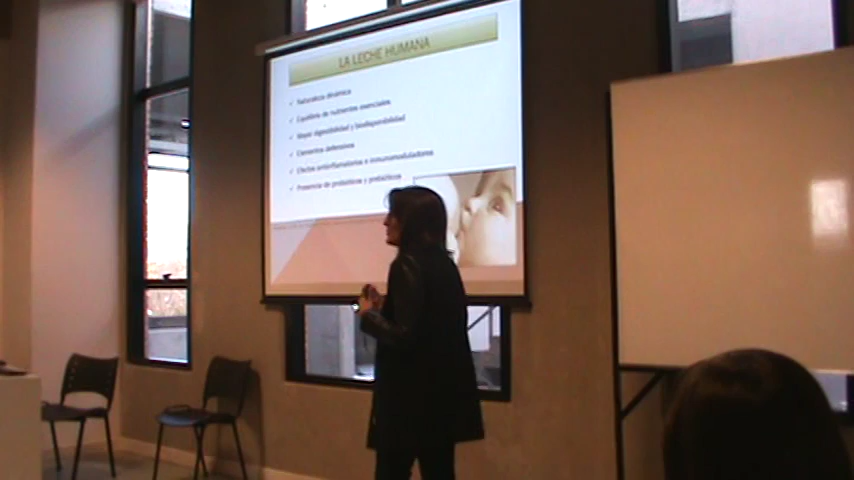 LA LECHE HUMANA
Naturaleza dinámica
Equilibrio de nutrientes esenciales
Mayor digestibilidad y biodisponibilidad
Elementos defensivos
Efectos antiinflamatorios e inmunomoduladores
Presencia de probióticos y prebióticos